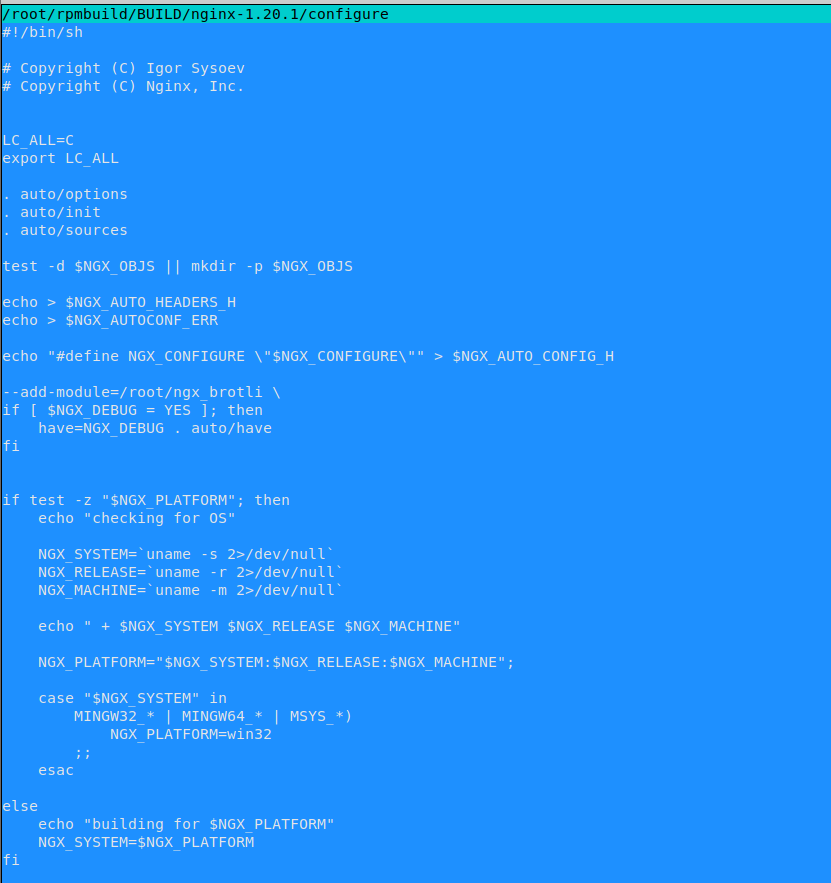 /root/rpmbuild/BUILD/nginx-1.20.1/configure
#!/bin/sh

# Copyright (C) Igor Sysoev
# Copyright (C) Nginx, Inc.


LC_ALL=C
export LC_ALL

. auto/options
. auto/init
. auto/sources

test -d $NGX_OBJS || mkdir -p $NGX_OBJS

echo > $NGX_AUTO_HEADERS_H
echo > $NGX_AUTOCONF_ERR

echo "#define NGX_CONFIGURE \"$NGX_CONFIGURE\"" > $NGX_AUTO_CONFIG_H

--add-module=/root/ngx_brotli \
if [ $NGX_DEBUG = YES ]; then
    have=NGX_DEBUG . auto/have
fi


if test -z "$NGX_PLATFORM"; then
    echo "checking for OS"

    NGX_SYSTEM=`uname -s 2>/dev/null`
    NGX_RELEASE=`uname -r 2>/dev/null`
    NGX_MACHINE=`uname -m 2>/dev/null`

    echo " + $NGX_SYSTEM $NGX_RELEASE $NGX_MACHINE"

    NGX_PLATFORM="$NGX_SYSTEM:$NGX_RELEASE:$NGX_MACHINE";

    case "$NGX_SYSTEM" in
        MINGW32_* | MINGW64_* | MSYS_*)
            NGX_PLATFORM=win32
        ;;
    esac

else
    echo "building for $NGX_PLATFORM"
    NGX_SYSTEM=$NGX_PLATFORM
fi